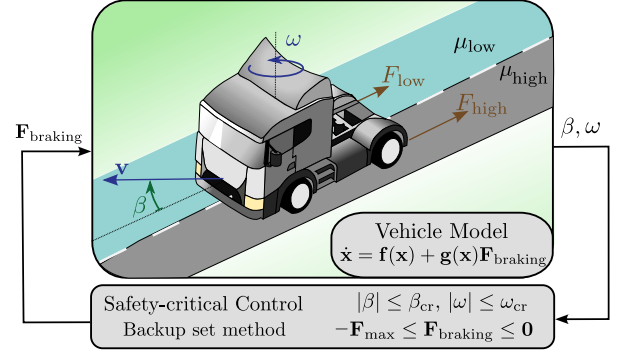 ω
μ_low
μ_high
F_low
F_high
F_braking
β, ω
v
β
Vehicle Model
ẋ = f(x) + g(x)F_braking
Safety-critical Control |β| ≤ β_cr, |ω| ≤ ω_cr
Backup set method −F_max ≤ F_braking ≤ 0